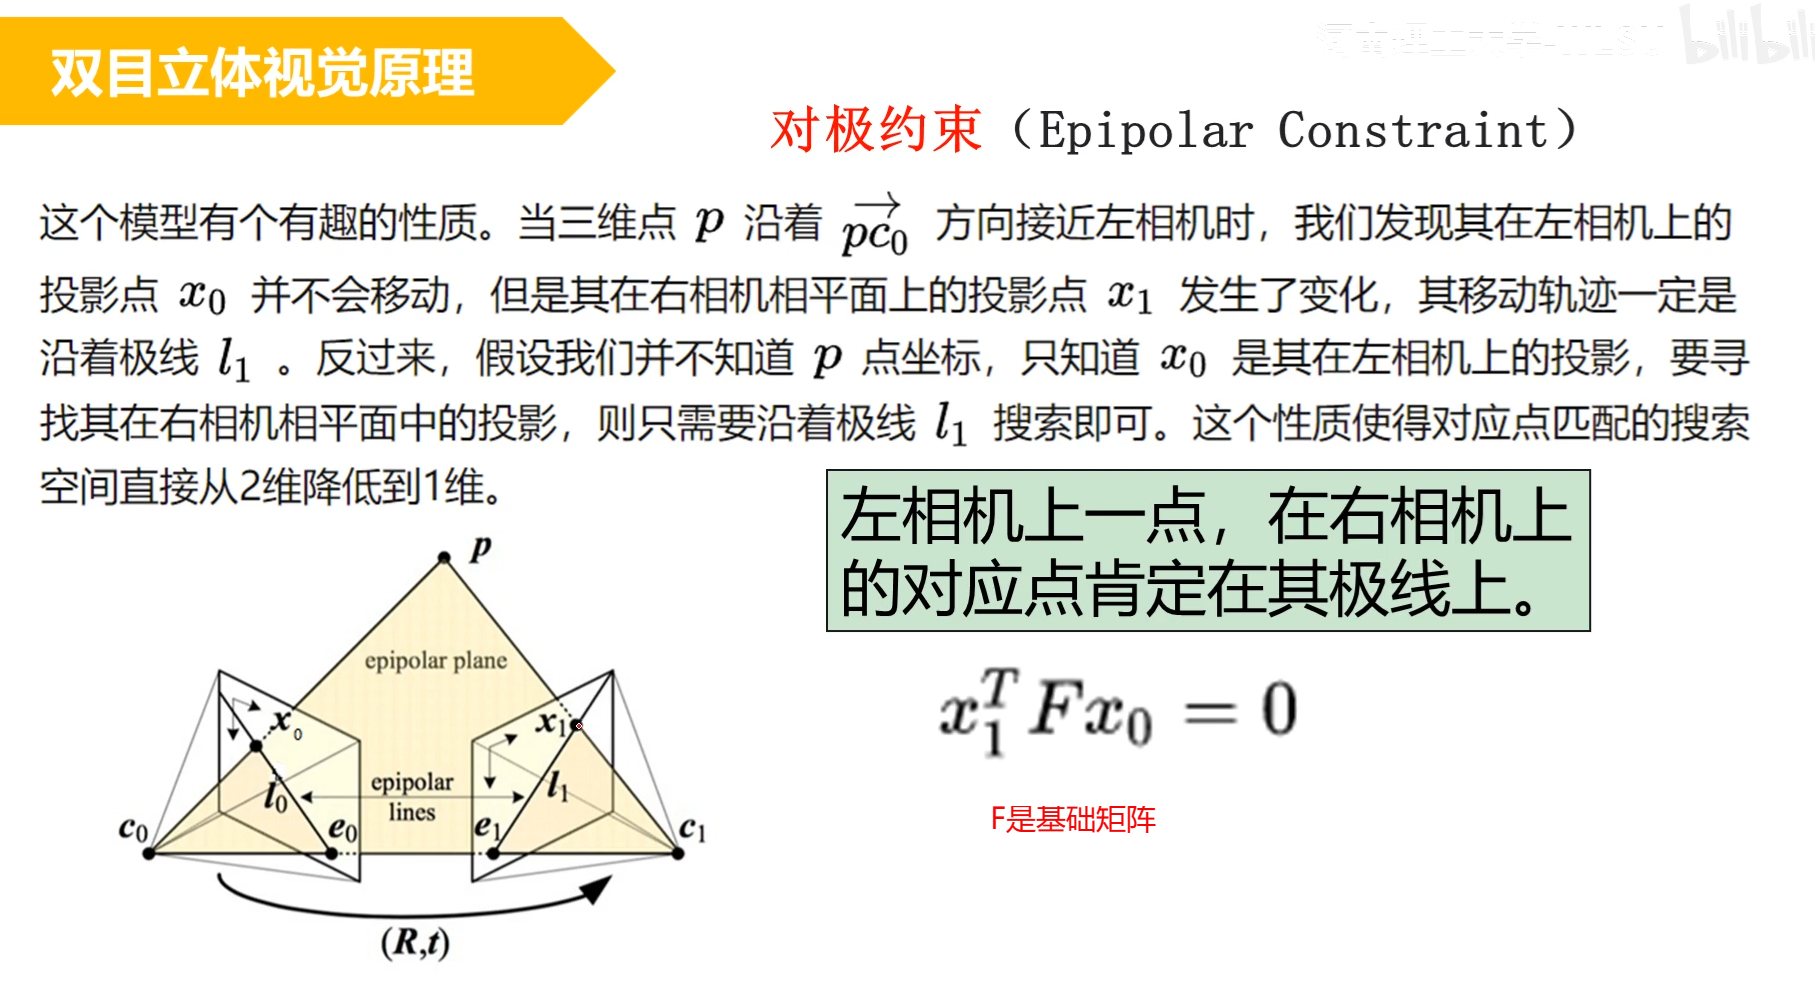 双目立体视觉原理
bilibili
对极约束（Epipolar Constraint）
这个模型有个有趣的性质。当三维点 p 沿着 \overrightarrow{pc_0} 方向接近左相机时，我们发现其在左相机上的
投影点 x_0 并不会移动，但是其在右相机相平面上的投影点 x_1 发生了变化，其移动轨迹一定是
沿着极线 l_1 。反过来，假设我们并不知道 p 点坐标，只知道 x_0 是其在左相机上的投影，要寻
找其在右相机相平面中的投影，则只需要沿着极线 l_1 搜索即可。这个性质使得对应点匹配的搜索
空间直接从2维降低到1维。
左相机上一点，在右相机上
的对应点肯定在其极线上。
p
epipolar plane
x_0
x_1
l_0
epipolar
lines
l_1
c_0
e_0
e_1
c_1
(R,t)
x_1^T F x_0 = 0
F是基础矩阵